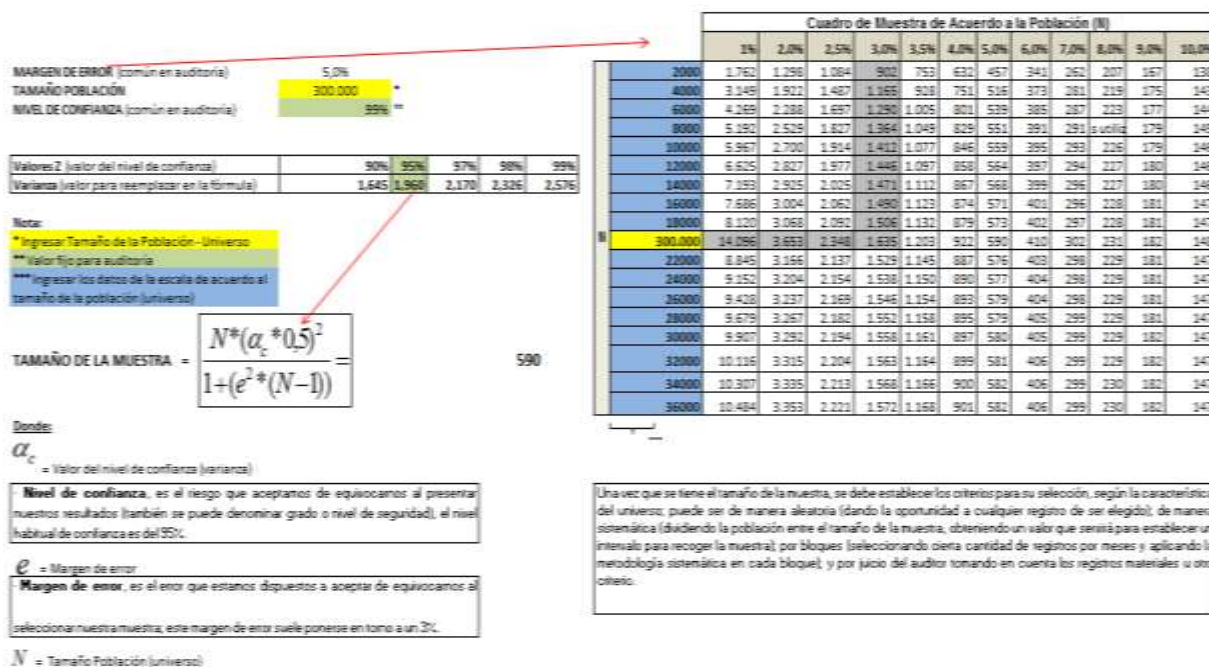 Cuadro de Muestra de Acuerdo a la Población (N)
1% 2,0% 2,5% 3,0% 3,5% 4,0% 5,0% 6,0% 7,0% 8,0% 9,0% 10,0%
MARGEN DE ERROR (común en auditoría) 5,0%
TAMAÑO POBLACIÓN 300.000 *
NIVEL DE CONFIANZA (común en auditoría) 99% **
Valores Z (valor del nivel de confianza) 90% 95% 97% 98% 99%
Varianza (valor para reemplazar en la fórmula) 1,645 1,960 2,170 2,326 2,576
Nota:
* Ingresar Tamaño de la Población - Universo
** Valor fijo para auditoria
*** Ingresar los datos de la escala de acuerdo al
tamaño de la población (universo)
TAMAÑO DE LA MUESTRA = N*(α_c*0,5)² / 1+(e²*(N-1)) = 590
Donde:
α_c = Valor del nivel de confianza (varianza)
Nivel de confianza, es el riesgo que aceptamos de equivocarnos al presentar
nuestros resultados (también se puede denominar grado o nivel de seguridad), el nivel
habitual de confianza es del 95%.
e = Margen de error
Margen de error, es el error que estamos dispuestos a aceptar de equivocarnos al
seleccionar nuestra muestra; este margen de error suele ponerse en torno a un 3%.
N = Tamaño Población (universo)
N
2000 1.762 1.298 1.084 902 753 632 457 341 262 207 167
4000 3.149 1.922 1.487 1.165 928 751 516 373 281 219 175
6000 4.269 2.288 1.697 1.290 1.005 801 539 385 287 223 177
8000 5.192 2.529 1.827 1.364 1.049 829 551 391 291 s utiliz 179
10000 5.967 2.700 1.914 1.412 1.077 846 559 395 293 226 179
12000 6.625 2.827 1.977 1.446 1.097 858 564 397 294 227 180
14000 7.193 2.925 2.025 1.471 1.112 867 568 399 296 227 180
16000 7.686 3.004 2.062 1.490 1.123 874 571 401 296 228 181
18000 8.120 3.068 2.092 1.506 1.132 879 573 402 297 228 181
300.000 14.096 3.653 2.348 1.635 1.203 922 590 410 302 231 182
22000 8.845 3.166 2.137 1.529 1.145 887 576 403 298 229 181
24000 9.152 3.204 2.154 1.538 1.150 890 577 404 298 229 181
26000 9.428 3.237 2.169 1.546 1.154 893 579 404 298 229 181
28000 9.679 3.267 2.182 1.552 1.158 895 579 405 299 229 181
30000 9.907 3.292 2.194 1.558 1.161 897 580 405 299 229 182
32000 10.116 3.315 2.204 1.563 1.164 899 581 406 299 229 182
34000 10.307 3.335 2.213 1.568 1.166 900 582 406 299 230 182
36000 10.484 3.353 2.221 1.572 1.168 901 582 406 299 230 182
Una vez que se tiene el tamaño de la muestra, se debe establecer los criterios para su selección, según la característica
del universo; puede ser de manera aleatoria (dando la oportunidad a cualquier registro de ser elegido); de manera
sistemática (dividiendo la población entre el tamaño de la muestra, obteniendo un valor que servirá para establecer un
intervalo para recoger la muestra); por bloques (seleccionando cierta cantidad de registros por meses y aplicando la
metodología sistemática en cada bloque); y por juicio del auditor tomando en cuenta los registros materiales u otro
criterio.